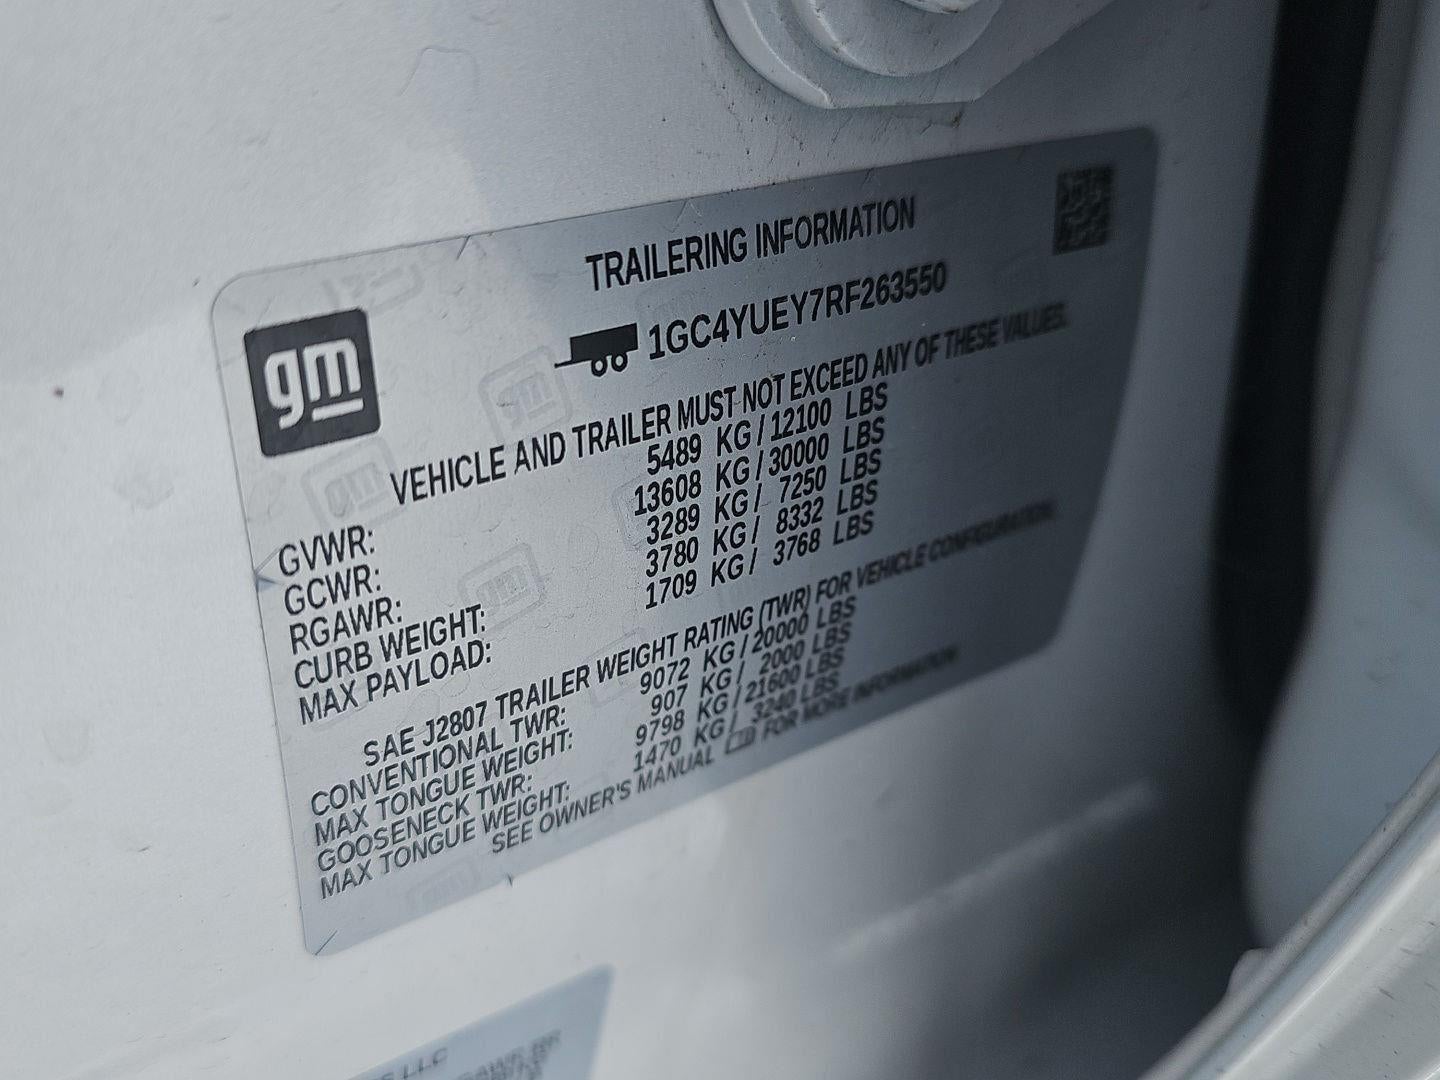 TRAILERING INFORMATION
gm
1GC4YUEY7RF263550
VEHICLE AND TRAILER MUST NOT EXCEED ANY OF THESE VALUES.
GVWR: 5489 KG / 12100 LBS
GCWR: 13608 KG / 30000 LBS
RGAWR: 3289 KG / 7250 LBS
CURB WEIGHT: 3780 KG / 8332 LBS
MAX PAYLOAD: 1709 KG / 3768 LBS
SAE J2807 TRAILER WEIGHT RATING (TWR) FOR VEHICLE CONFIGURATION.
CONVENTIONAL TWR: 9072 KG / 20000 LBS
MAX TONGUE WEIGHT: 907 KG / 2000 LBS
GOOSENECK TWR: 9798 KG / 21600 LBS
MAX TONGUE WEIGHT: 1470 KG / 3240 LBS
SEE OWNER'S MANUAL FOR MORE INFORMATION
LLC